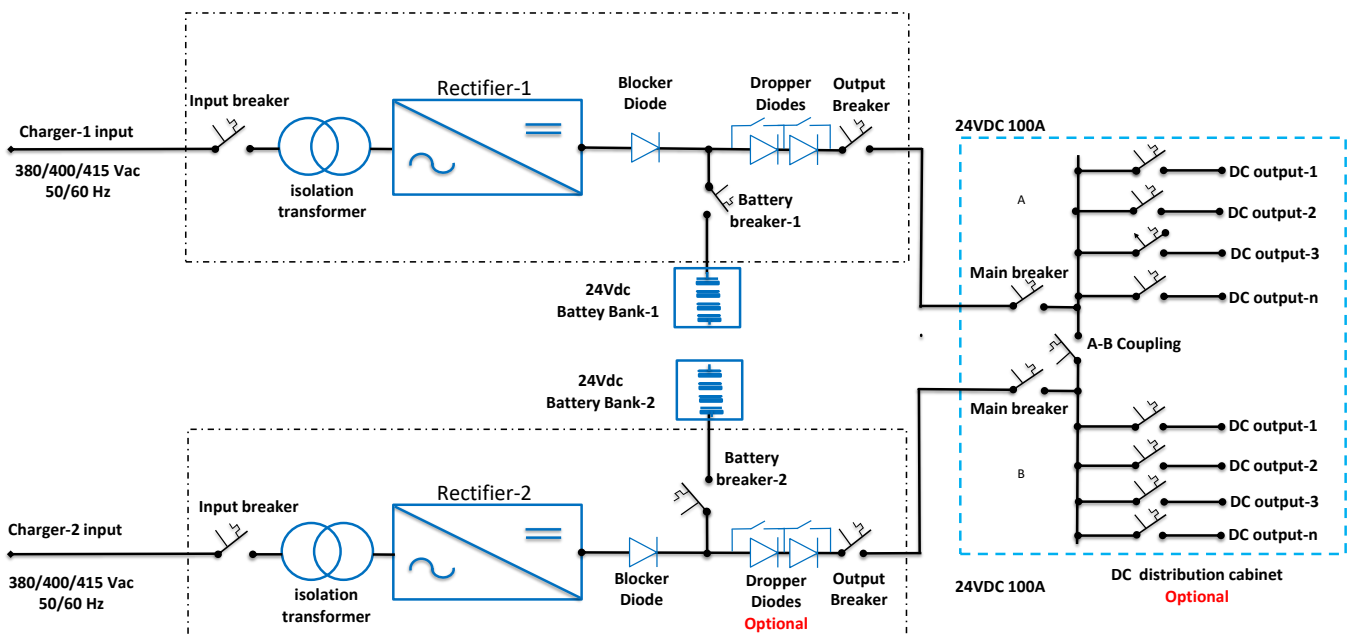 Rectifier-1
Blocker
Diode
Dropper
Diodes
Output
Breaker
Input breaker
Charger-1 input
380/400/415 Vac
50/60 Hz
isolation
transformer
Battery
breaker-1
24Vdc
Battey Bank-1
24VDC 100A
A
DC output-1
DC output-2
DC output-3
DC output-n
Main breaker
A-B Coupling
24Vdc
Battery Bank-2
Main breaker
B
DC output-1
DC output-2
DC output-3
DC output-n
Battery
breaker-2
Rectifier-2
Input breaker
Charger-2 input
380/400/415 Vac
50/60 Hz
isolation
transformer
Blocker
Diode
Dropper
Diodes
Optional
Output
Breaker
24VDC 100A
DC distribution cabinet
Optional